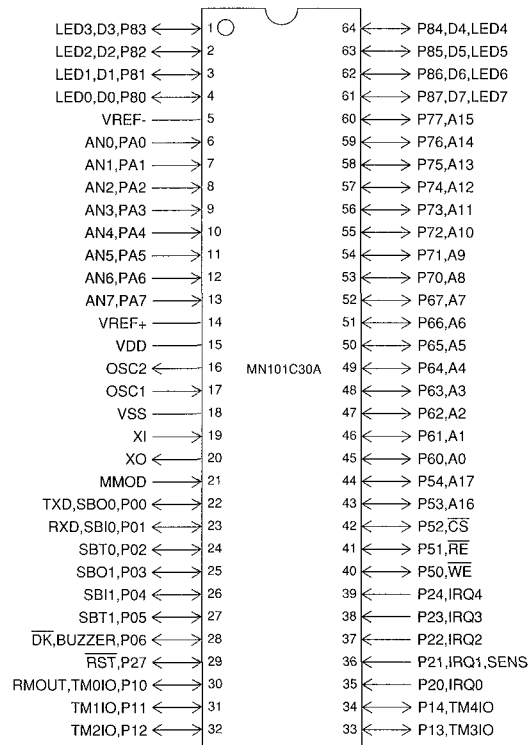 LED3,D3,P83 1 64 P84,D4,LED4
LED2,D2,P82 2 63 P85,D5,LED5
LED1,D1,P81 3 62 P86,D6,LED6
LED0,D0,P80 4 61 P87,D7,LED7
VREF- 5 60 P77,A15
AN0,PA0 6 59 P76,A14
AN1,PA1 7 58 P75,A13
AN2,PA2 8 57 P74,A12
AN3,PA3 9 56 P73,A11
AN4,PA4 10 55 P72,A10
AN5,PA5 11 54 P71,A9
AN6,PA6 12 53 P70,A8
AN7,PA7 13 52 P67,A7
VREF+ 14 51 P66,A6
VDD 15 50 P65,A5
OSC2 16 MN101C30A 49 P64,A4
OSC1 17 48 P63,A3
VSS 18 47 P62,A2
XI 19 46 P61,A1
XO 20 45 P60,A0
MMOD 21 44 P54,A17
TXD,SBO0,P00 22 43 P53,A16
RXD,SBI0,P01 23 42 P52,C̅S̅
SBT0,P02 24 41 P51,R̅E̅
SBO1,P03 25 40 P50,W̅E̅
SBI1,P04 26 39 P24,IRQ4
SBT1,P05 27 38 P23,IRQ3
D̅K̅,BUZZER,P06 28 37 P22,IRQ2
R̅S̅T̅,P27 29 36 P21,IRQ1,SENS
RMOUT,TM0IO,P10 30 35 P20,IRQ0
TM1IO,P11 31 34 P14,TM4IO
TM2IO,P12 32 33 P13,TM3IO